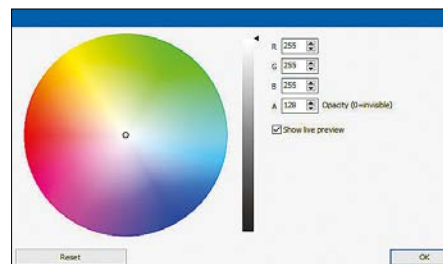 R 255
G 255
B 255
A 128 Opacity (0=invisible)
Show live preview
Reset OK